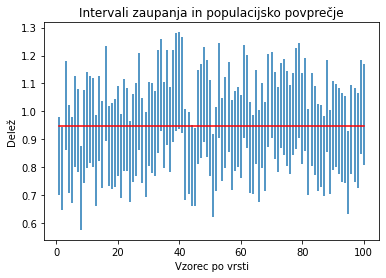 Intervali zaupanja in populacijsko povprečje
1.3
1.2
1.1
1.0
0.9
0.8
0.7
0.6
Delež
0 20 40 60 80 100
Vzorec po vrsti